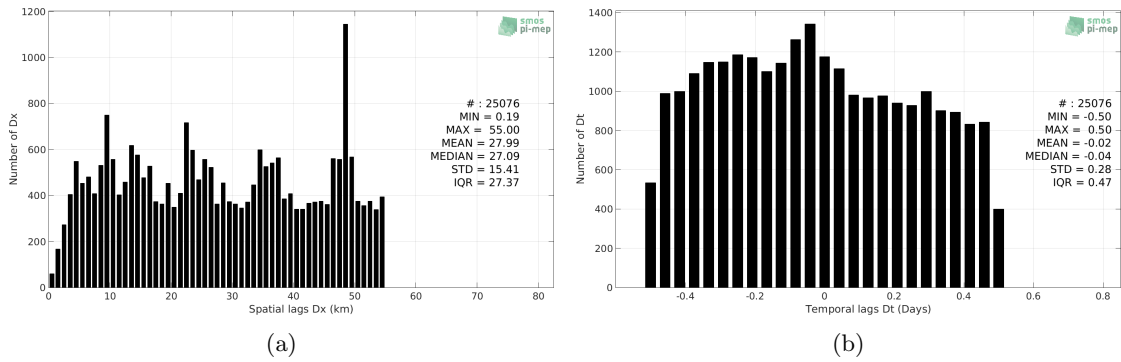 1200
1000
800
600
400
200
0
Number of Dx
smos
pi-mep
# : 25076
MIN = 0.19
MAX = 55.00
MEAN = 27.99
MEDIAN = 27.09
STD = 15.41
IQR = 27.37
0 10 20 30 40 50 60 70 80
Spatial lags Dx (km)
(a)
1400
1200
1000
800
600
400
200
0
Number of Dt
smos
pi-mep
# : 25076
MIN = -0.50
MAX = 0.50
MEAN = -0.02
MEDIAN = -0.04
STD = 0.28
IQR = 0.47
-0.4 -0.2 0 0.2 0.4 0.6 0.8
Temporal lags Dt (Days)
(b)